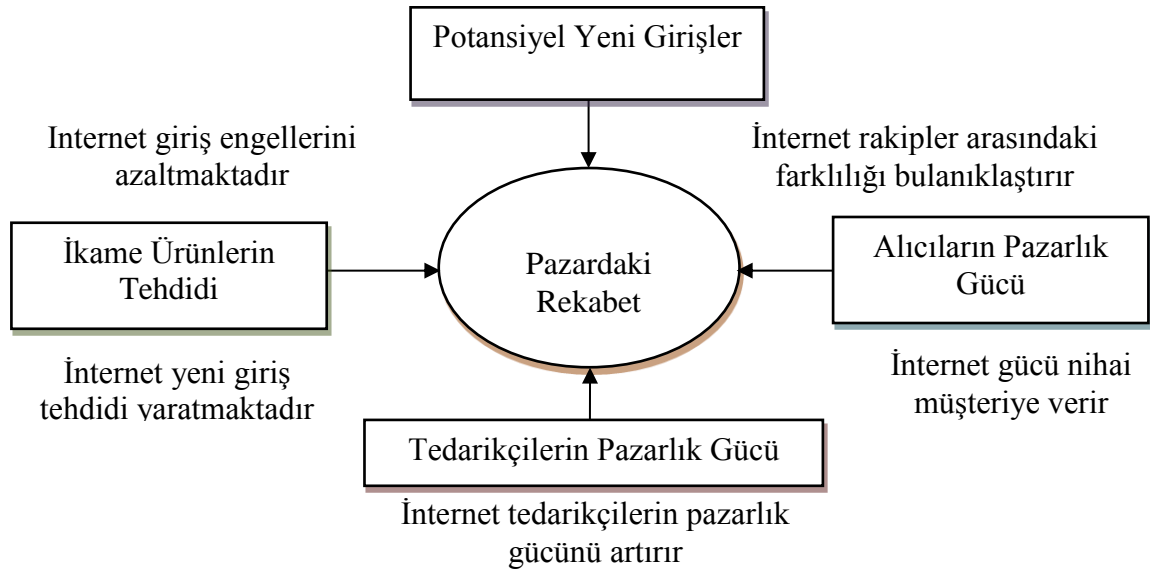 Potansiyel Yeni Girişler
Internet giriş engellerini
azaltmaktadır
İnternet rakipler arasındaki
farklılığı bulanıklaştırır
İkame Ürünlerin
Tehdidi
Pazardaki
Rekabet
Alıcıların Pazarlık
Gücü
İnternet yeni giriş
tehdidi yaratmaktadır
İnternet gücü nihai
müşteriye verir
Tedarikçilerin Pazarlık Gücü
İnternet tedarikçilerin pazarlık
gücünü artırır